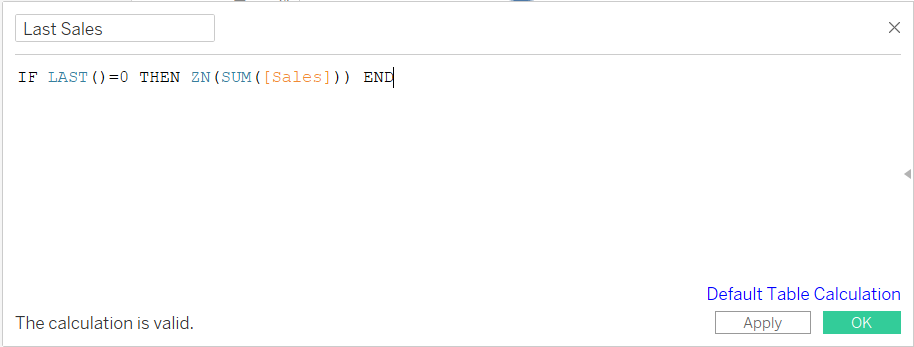 Last Sales
IF LAST()=0 THEN ZN(SUM([Sales])) END
Default Table Calculation
The calculation is valid.
Apply
OK